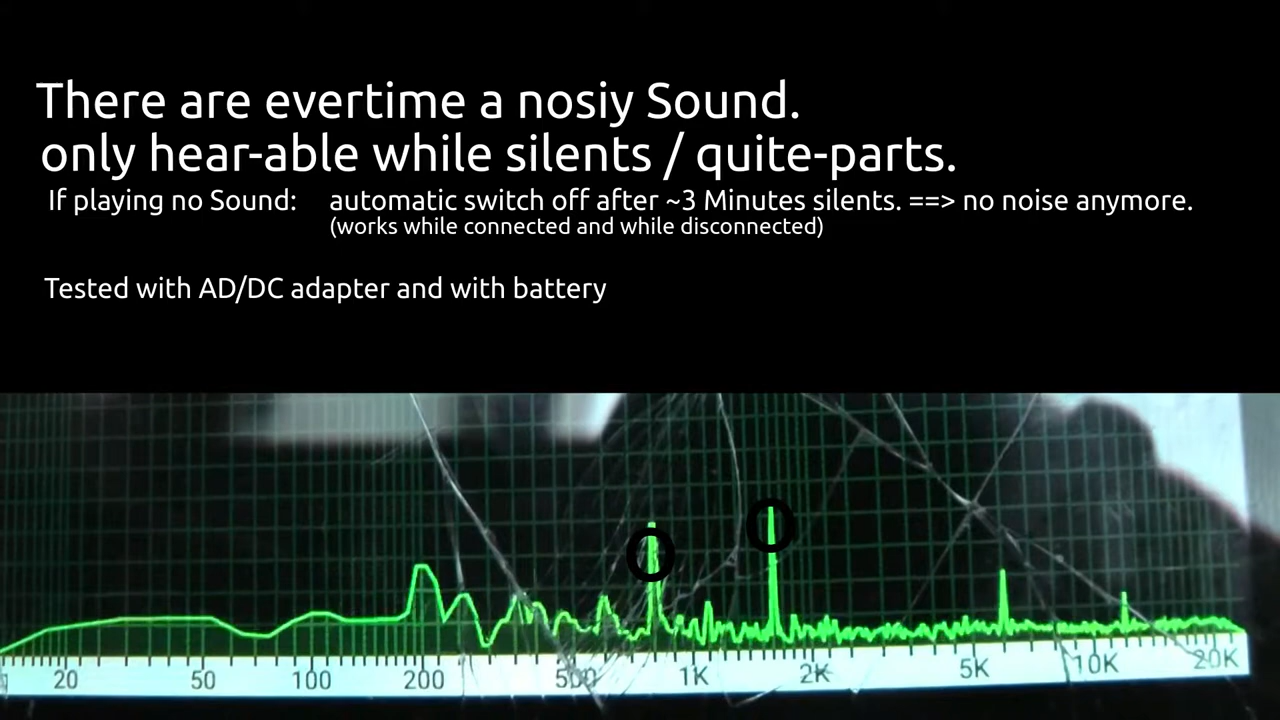 There are evertime a nosiy Sound.
only hear-able while silents / quite-parts.
If playing no Sound: automatic switch off after ~3 Minutes silents. ==> no noise anymore.
(works while connected and while disconnected)
Tested with AD/DC adapter and with battery
O O
20 50 100 200 500 1K 2K 5K 10K 20K